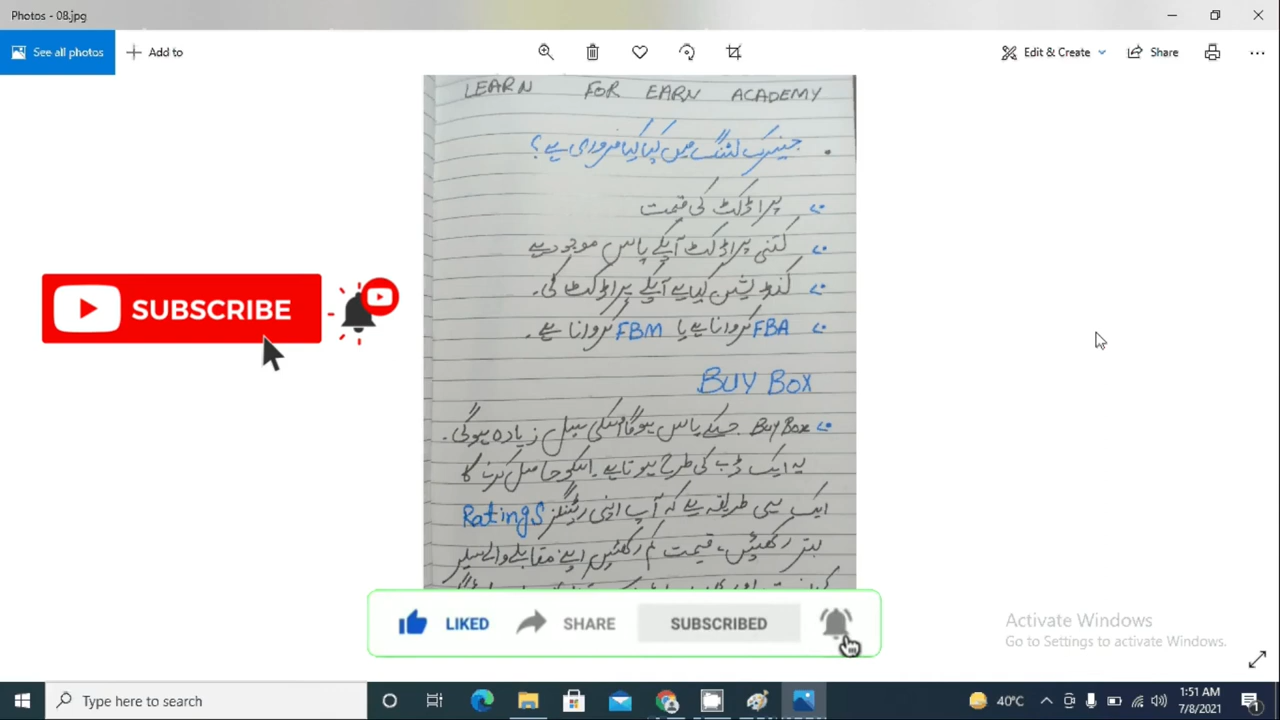 Photos - 08.jpg
See all photos
Add to
Edit & Create
Share
LEARN FOR EARN ACADEMY
جینرک لسٹنگ میں کیا کیا ضروری ہے؟
پراڈکٹ کی قیمت
کتنی پراڈکٹ آپکے پاس موجود ہے
کنڈیشن کیا ہے آپکے پراڈکٹ کی۔
FBA کروانا ہے یا FBM کروانا ہے۔
BUY BOX
Buy Box جسکے پاس ہوگا اسکی سیل زیادہ ہوگی۔
یہ ایک ڈبے کی طرح ہوتا ہے۔ اسکو حاصل کرنے کا
ایک ہی طریقہ ہے کہ آپ اپنی ریٹنگز Ratings
بہتر رکھیں، قیمت کم رکھیں اپنے مقابلے والے سیلر
SUBSCRIBE
LIKED
SHARE
SUBSCRIBED
Activate Windows
Go to Settings to activate Windows.
Type here to search
40°C
1:51 AM
7/8/2021
1